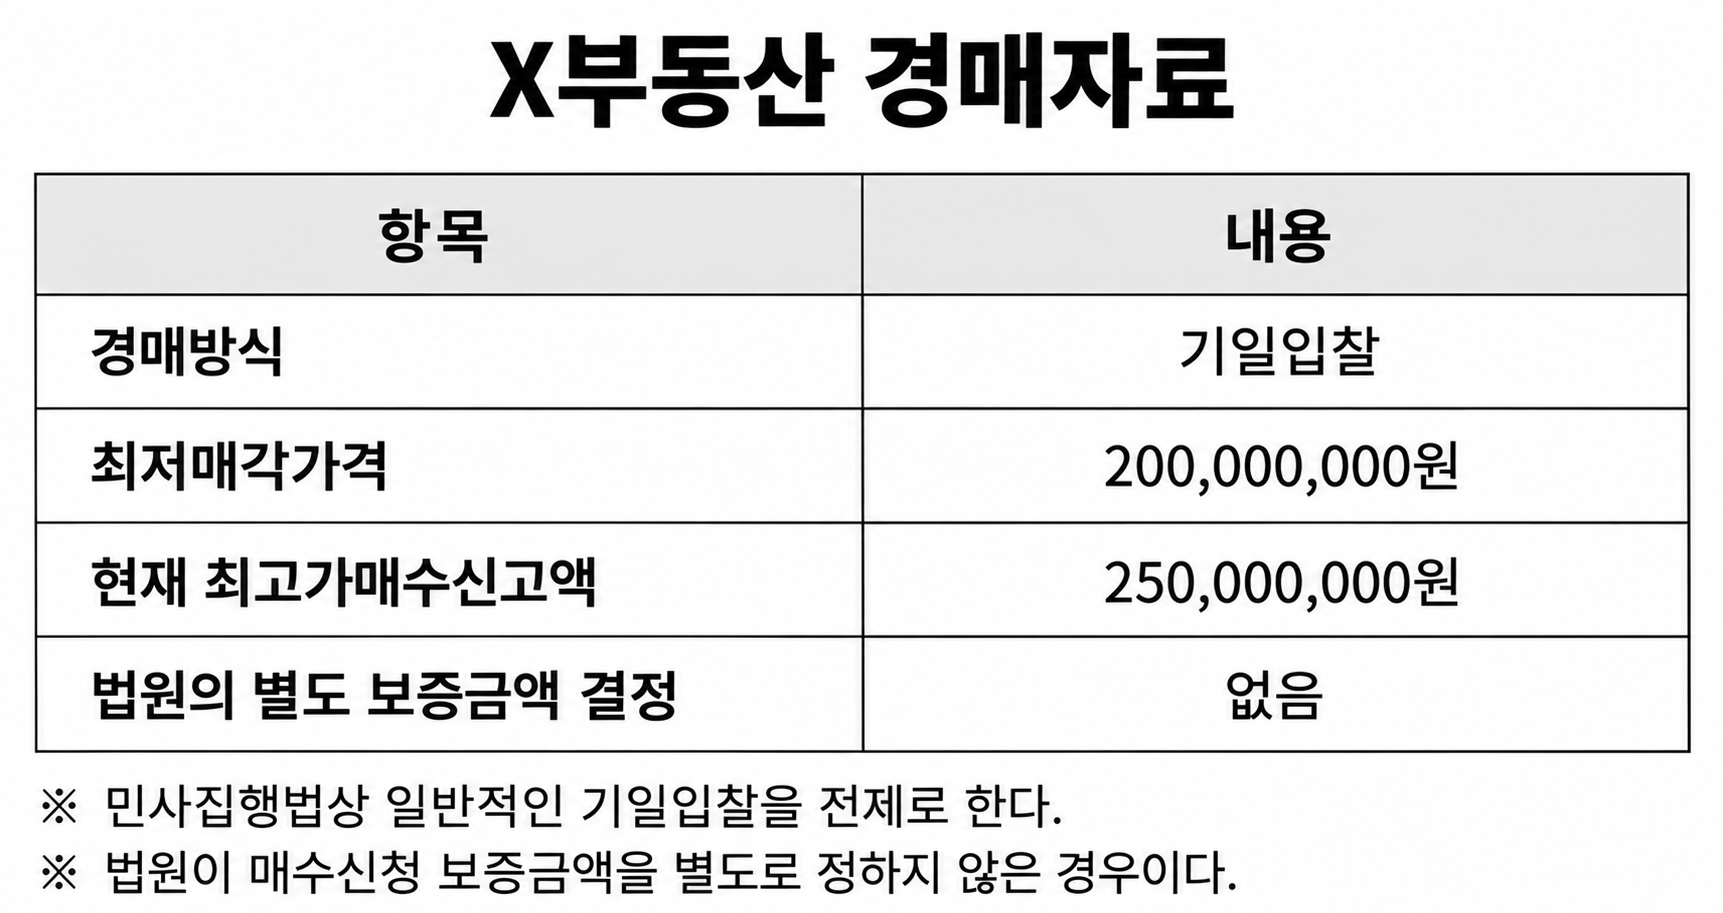 X부동산 경매자료
항목 내용
경매방식 기일입찰
최저매각가격 200,000,000원
현재 최고가매수신고액 250,000,000원
법원의 별도 보증금액 결정 없음
※ 민사집행법상 일반적인 기일입찰을 전제로 한다.
※ 법원이 매수신청 보증금액을 별도로 정하지 않은 경우이다.